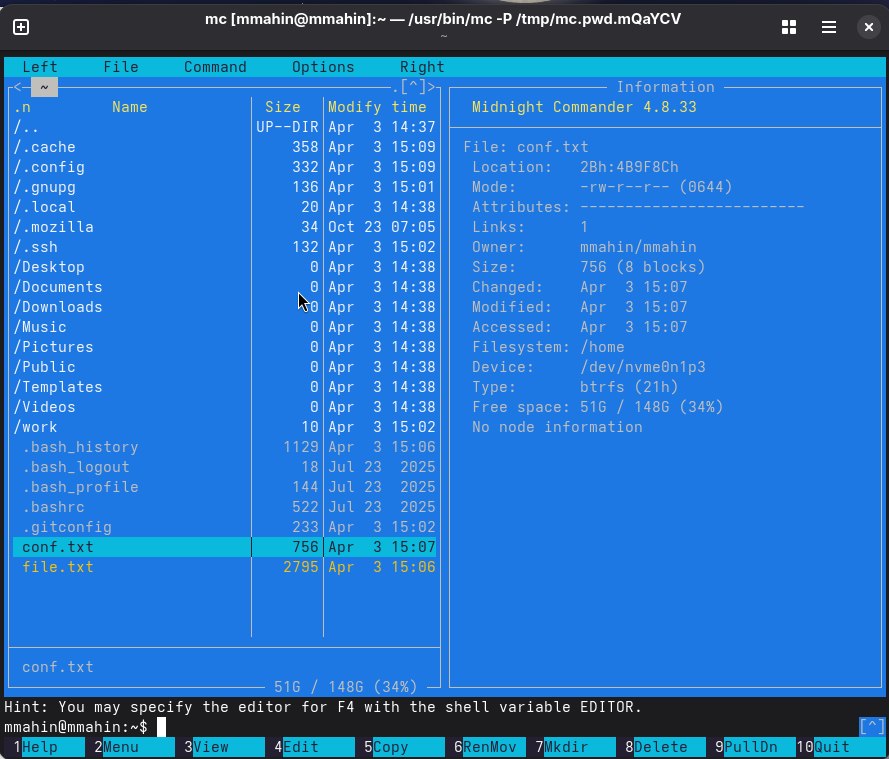 mc [mmahin@mmahin]:~ — /usr/bin/mc -P /tmp/mc.pwd.mQaYCV
~
Left File Command Options Right
<─ ~ .[^]>
.n Name Size Modify time
/.. UP--DIR Apr 3 14:37
/.cache 358 Apr 3 15:09
/.config 332 Apr 3 15:09
/.gnupg 136 Apr 3 15:01
/.local 20 Apr 3 14:38
/.mozilla 34 Oct 23 07:05
/.ssh 132 Apr 3 15:02
/Desktop 0 Apr 3 14:38
/Documents 0 Apr 3 14:38
/Downloads 0 Apr 3 14:38
/Music 0 Apr 3 14:38
/Pictures 0 Apr 3 14:38
/Public 0 Apr 3 14:38
/Templates 0 Apr 3 14:38
/Videos 0 Apr 3 14:38
/work 10 Apr 3 15:02
.bash_history 1129 Apr 3 15:06
.bash_logout 18 Jul 23 2025
.bash_profile 144 Jul 23 2025
.bashrc 522 Jul 23 2025
.gitconfig 233 Apr 3 15:02
conf.txt 756 Apr 3 15:07
file.txt 2795 Apr 3 15:06
conf.txt
51G / 148G (34%)
Information
Midnight Commander 4.8.33
File: conf.txt
Location: 2Bh:4B9F8Ch
Mode: -rw-r--r-- (0644)
Attributes: -------------------------
Links: 1
Owner: mmahin/mmahin
Size: 756 (8 blocks)
Changed: Apr 3 15:07
Modified: Apr 3 15:07
Accessed: Apr 3 15:07
Filesystem: /home
Device: /dev/nvme0n1p3
Type: btrfs (21h)
Free space: 51G / 148G (34%)
No node information
Hint: You may specify the editor for F4 with the shell variable EDITOR.
mmahin@mmahin:~$ [^]
1Help 2Menu 3View 4Edit 5Copy 6RenMov 7Mkdir 8Delete 9PullDn 10Quit